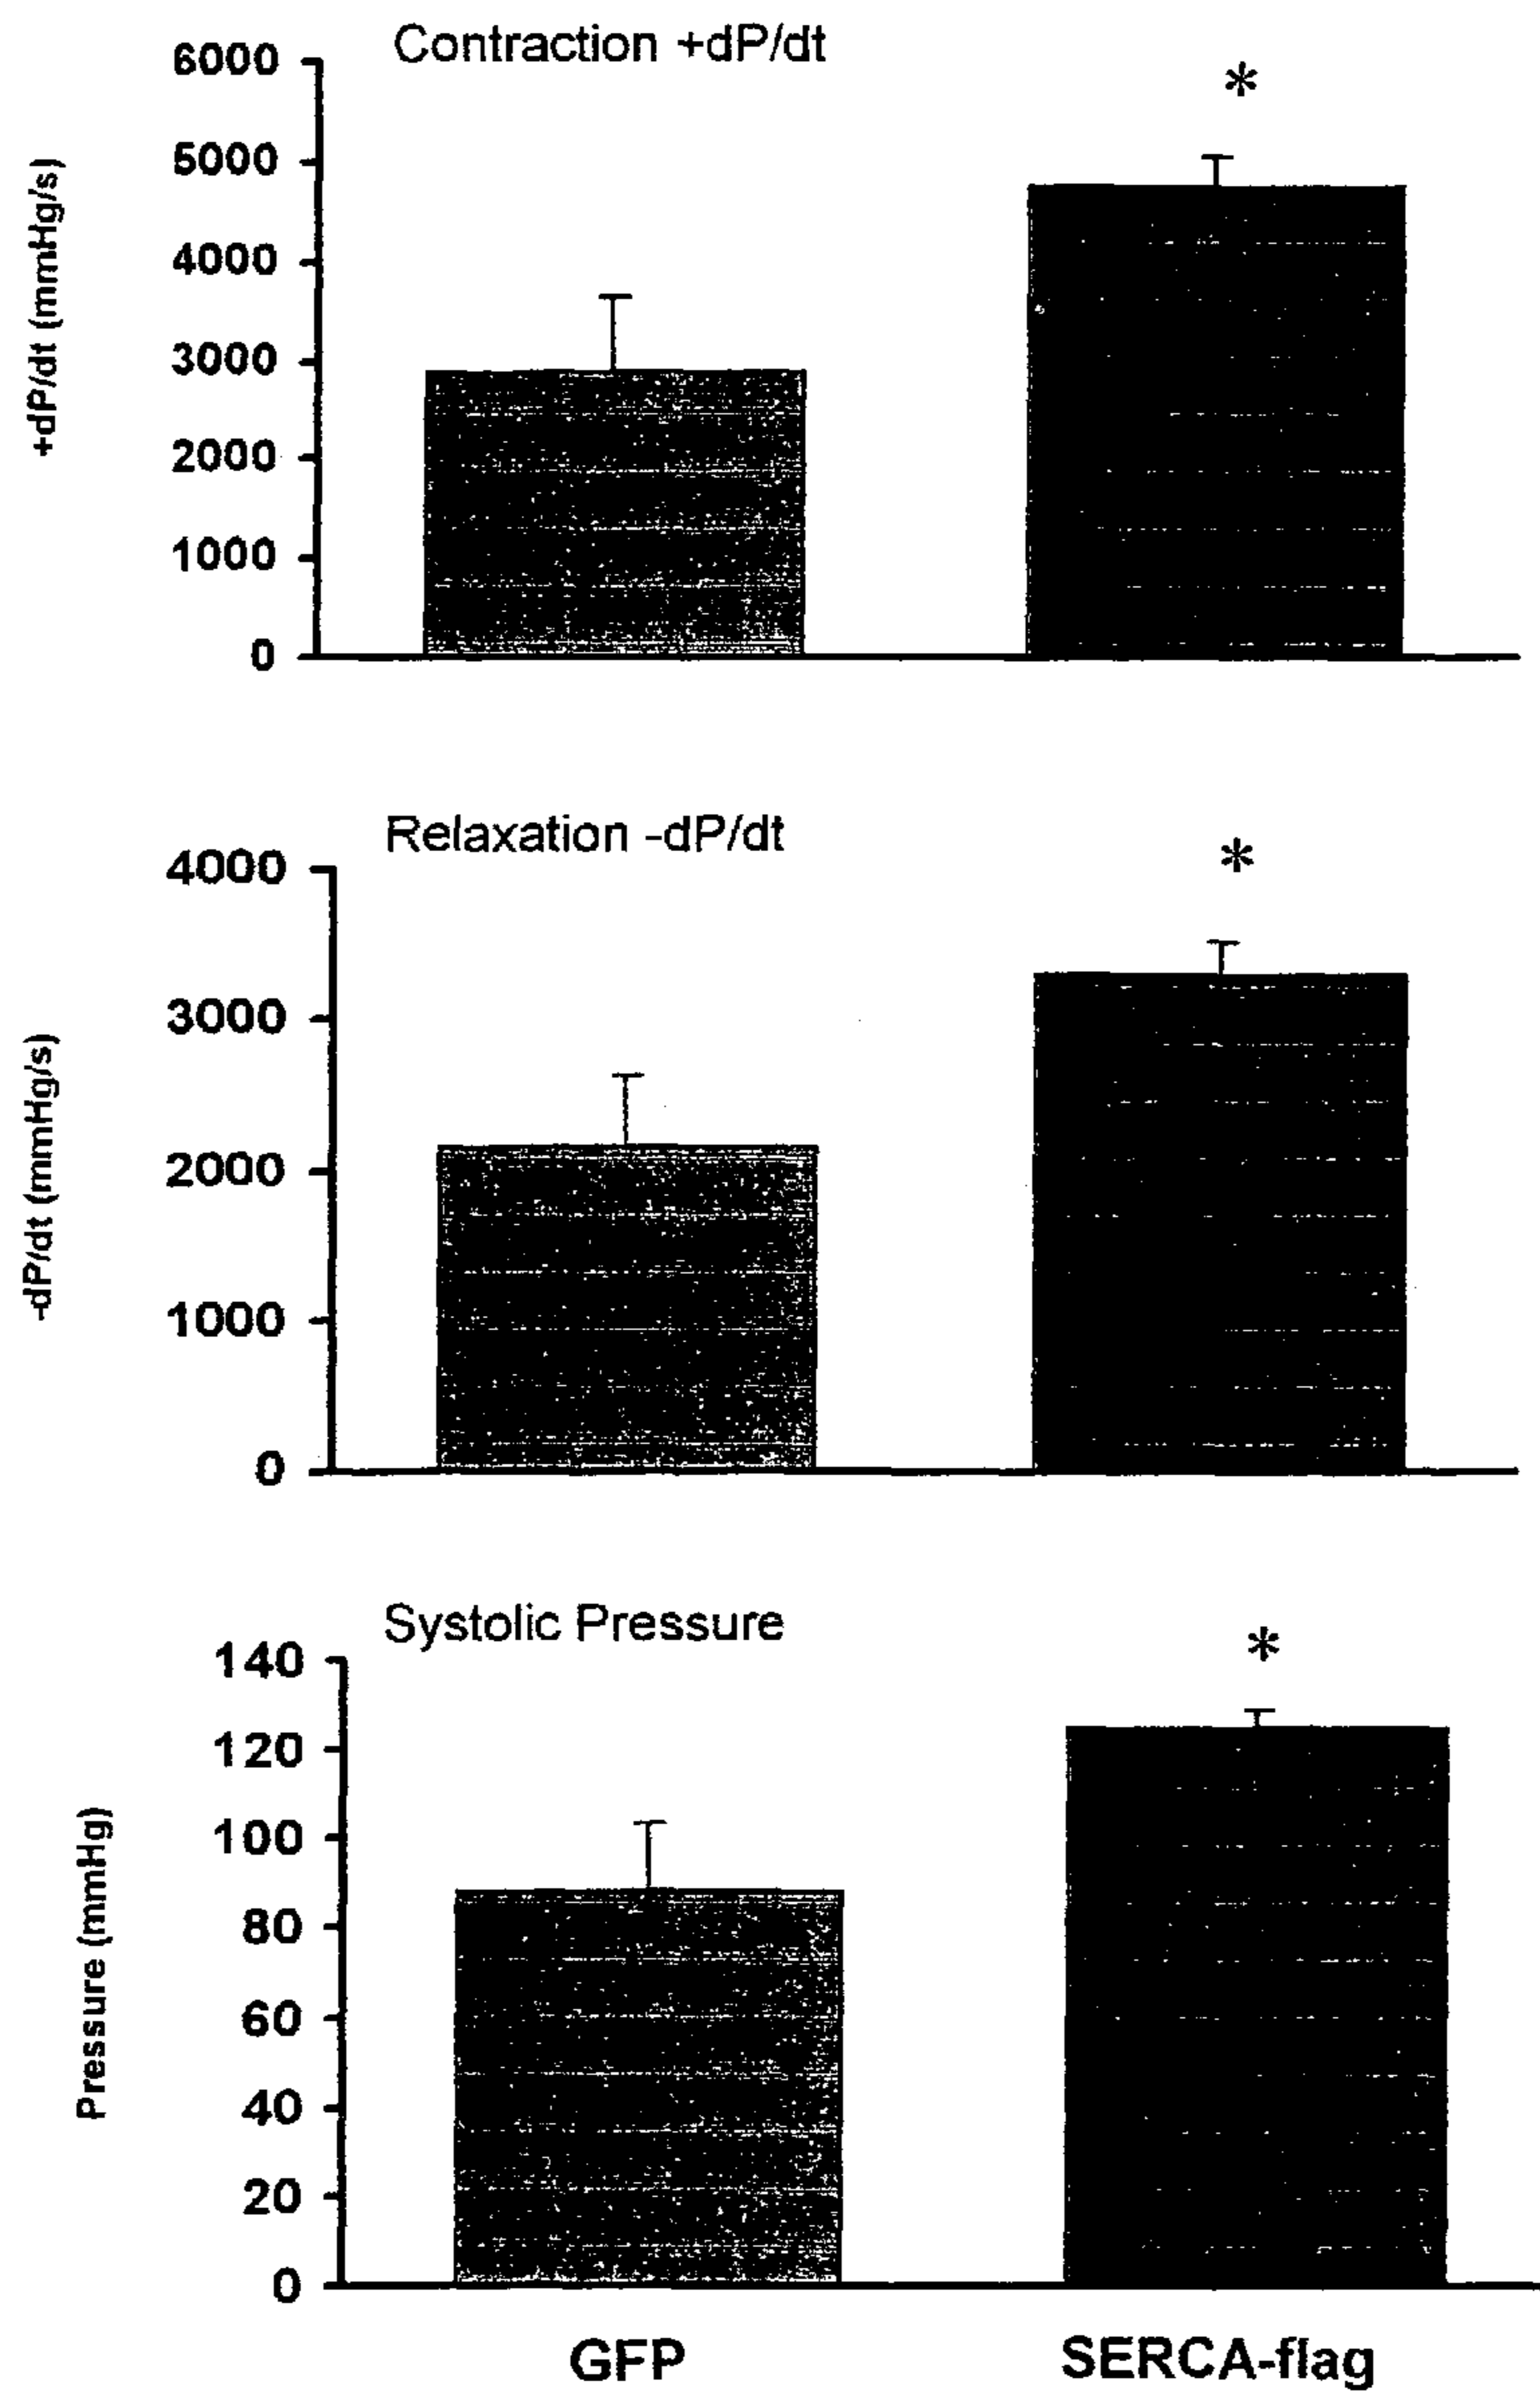 Contraction +dP/dt
*
6000
5000
4000
3000
2000
1000
0
+dP/dt (mmHg/s)
Relaxation -dP/dt
*
4000
3000
2000
1000
0
-dP/dt (mmHg/s)
Systolic Pressure
*
140
120
100
80
60
40
20
0
Pressure (mmHg)
GFP
SERCA-flag